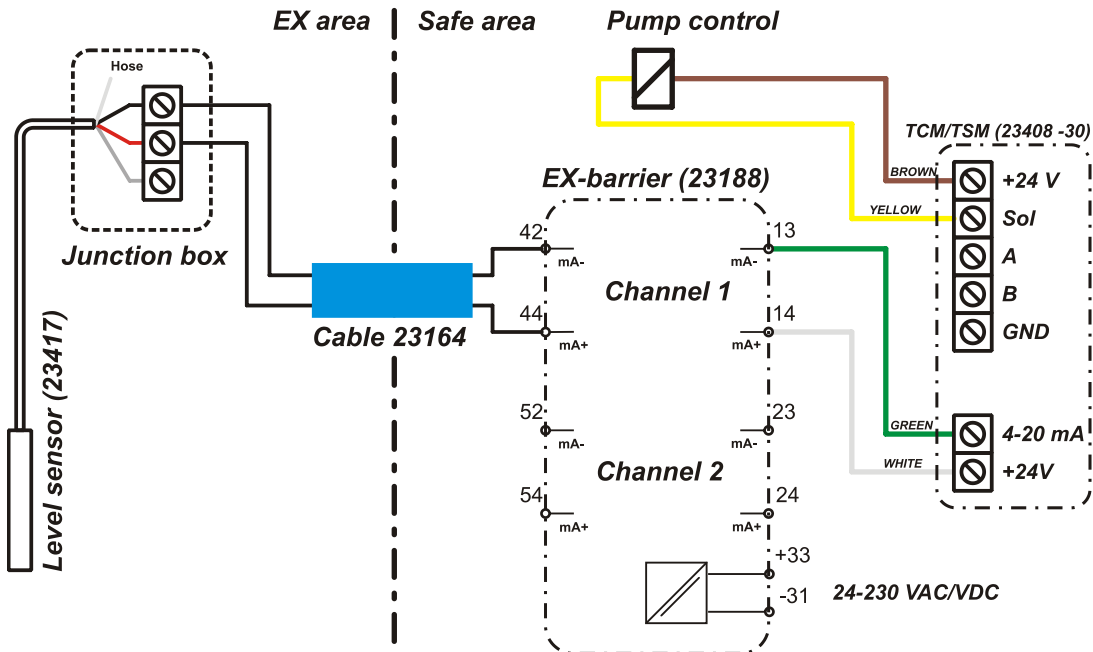 EX area
Safe area
Pump control
Hose
TCM/TSM (23408 -30)
BROWN
+24 V
EX-barrier (23188)
YELLOW
Sol
Junction box
42
mA-
13
mA-
A
Channel 1
B
44
mA+
14
mA+
GND
Cable 23164
Level sensor (23417)
52
mA-
23
mA-
GREEN
4-20 mA
Channel 2
WHITE
+24V
54
mA+
24
mA+
+33
-31
24-230 VAC/VDC